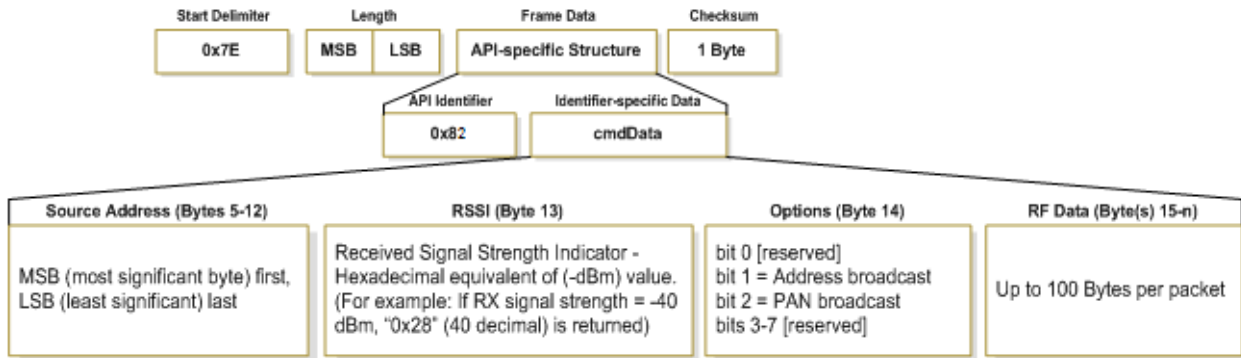 Start Delimiter Length Frame Data Checksum
0x7E MSB LSB API-specific Structure 1 Byte
API Identifier Identifier-specific Data
0x82 cmdData
Source Address (Bytes 5-12) RSSI (Byte 13) Options (Byte 14) RF Data (Byte(s) 15-n)
MSB (most significant byte) first,
LSB (least significant) last
Received Signal Strength Indicator -
Hexadecimal equivalent of (-dBm) value.
(For example: If RX signal strength = -40
dBm, "0x28" (40 decimal) is returned)
bit 0 [reserved]
bit 1 = Address broadcast
bit 2 = PAN broadcast
bits 3-7 [reserved]
Up to 100 Bytes per packet